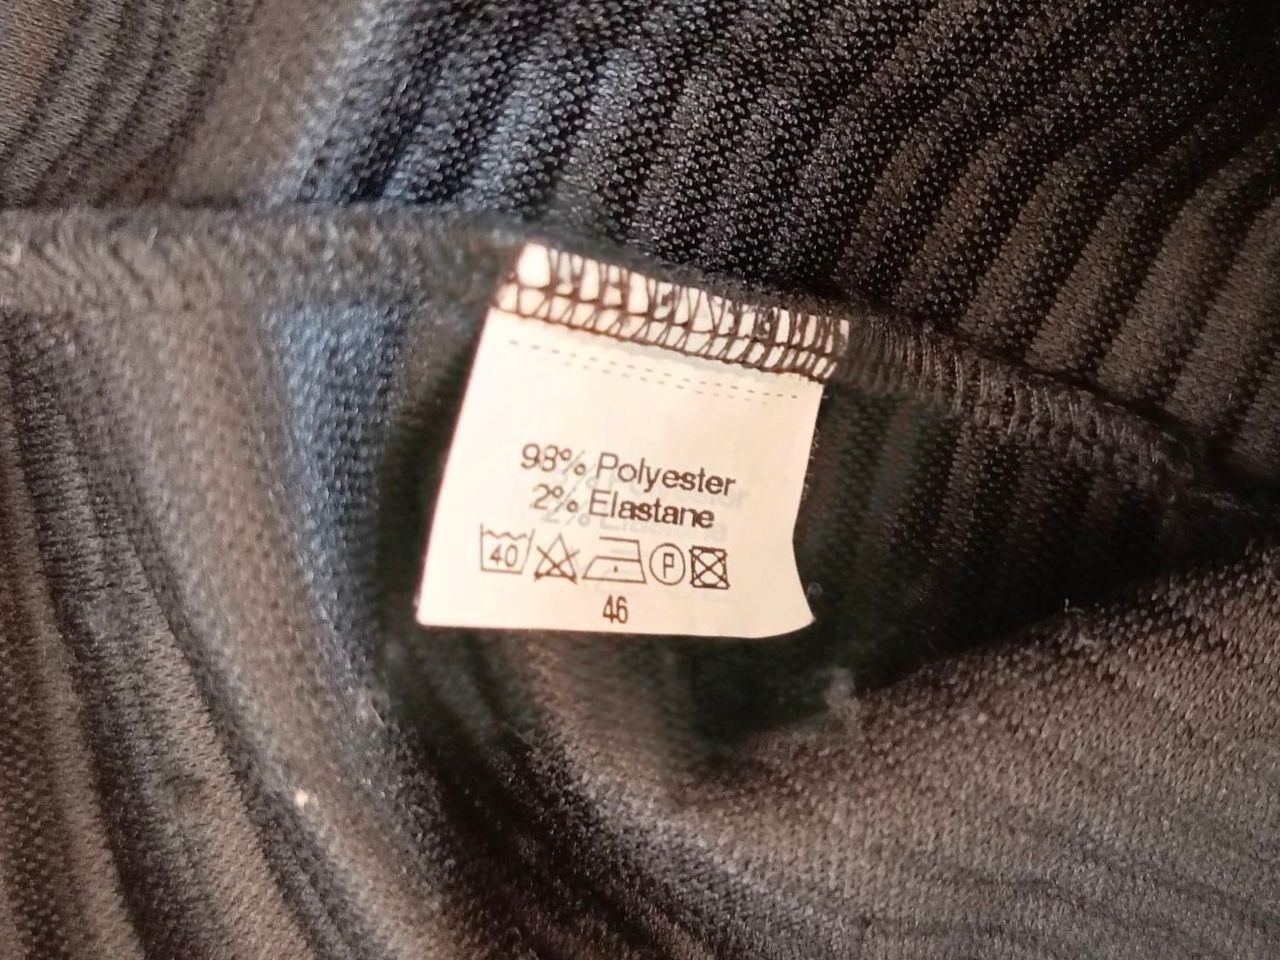 98% Polyester
2% Elastane
40 P
46